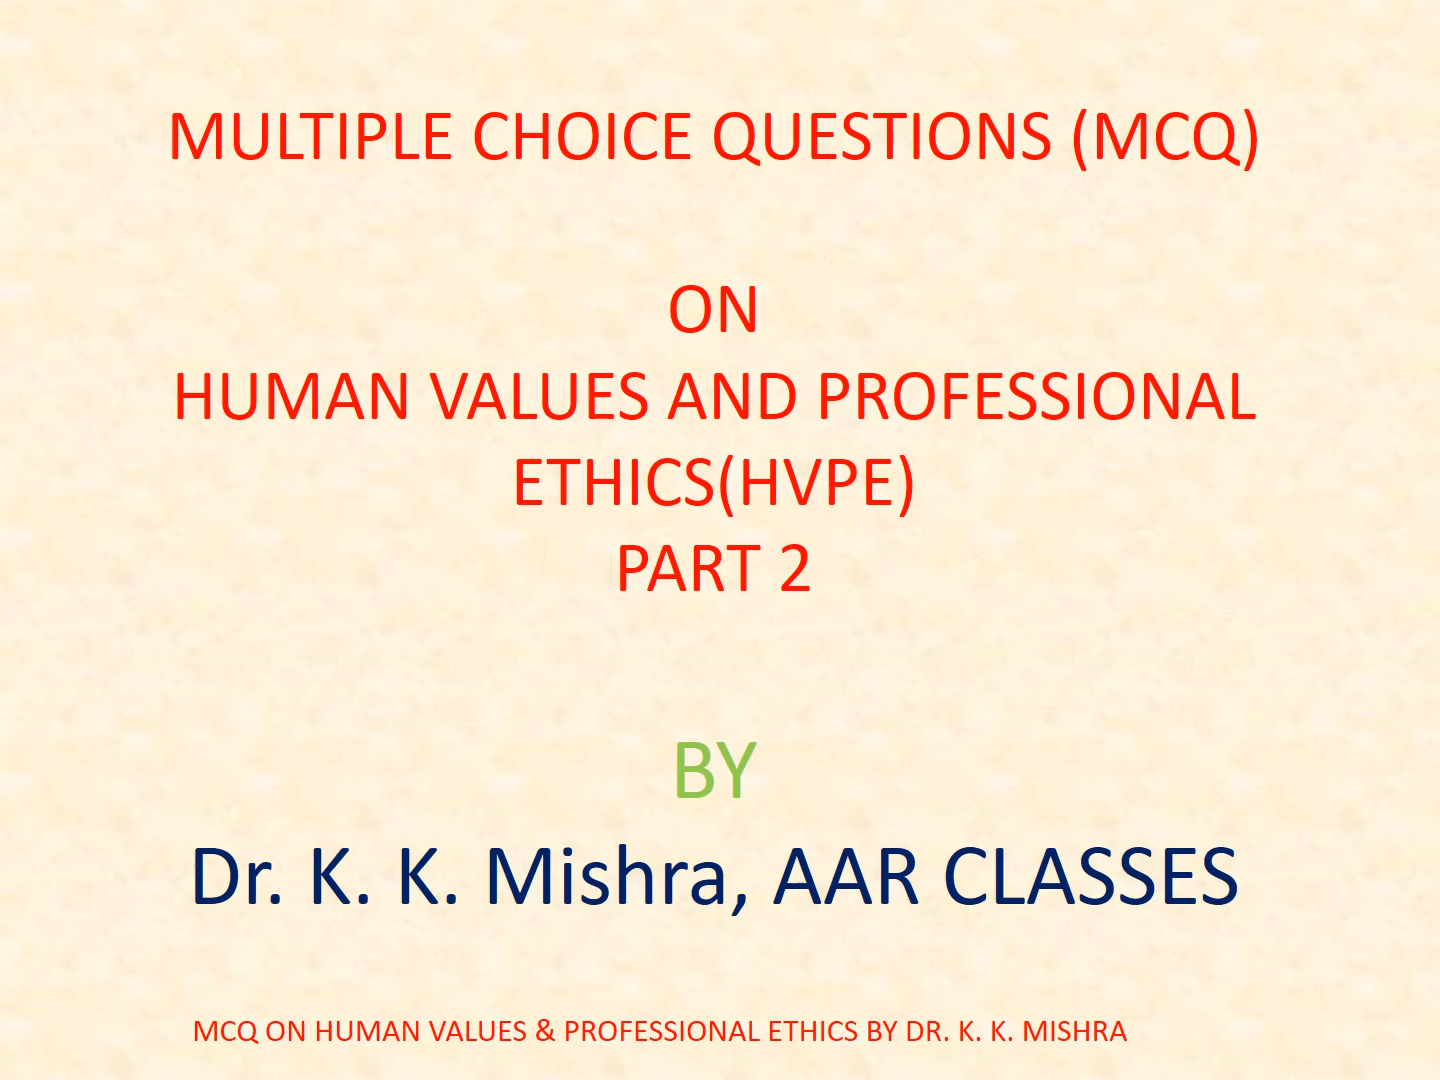 MULTIPLE CHOICE QUESTIONS (MCQ)
ON
HUMAN VALUES AND PROFESSIONAL
ETHICS(HVPE)
PART 2
BY
Dr. K. K. Mishra, AAR CLASSES
MCQ ON HUMAN VALUES & PROFESSIONAL ETHICS BY DR. K. K. MISHRA